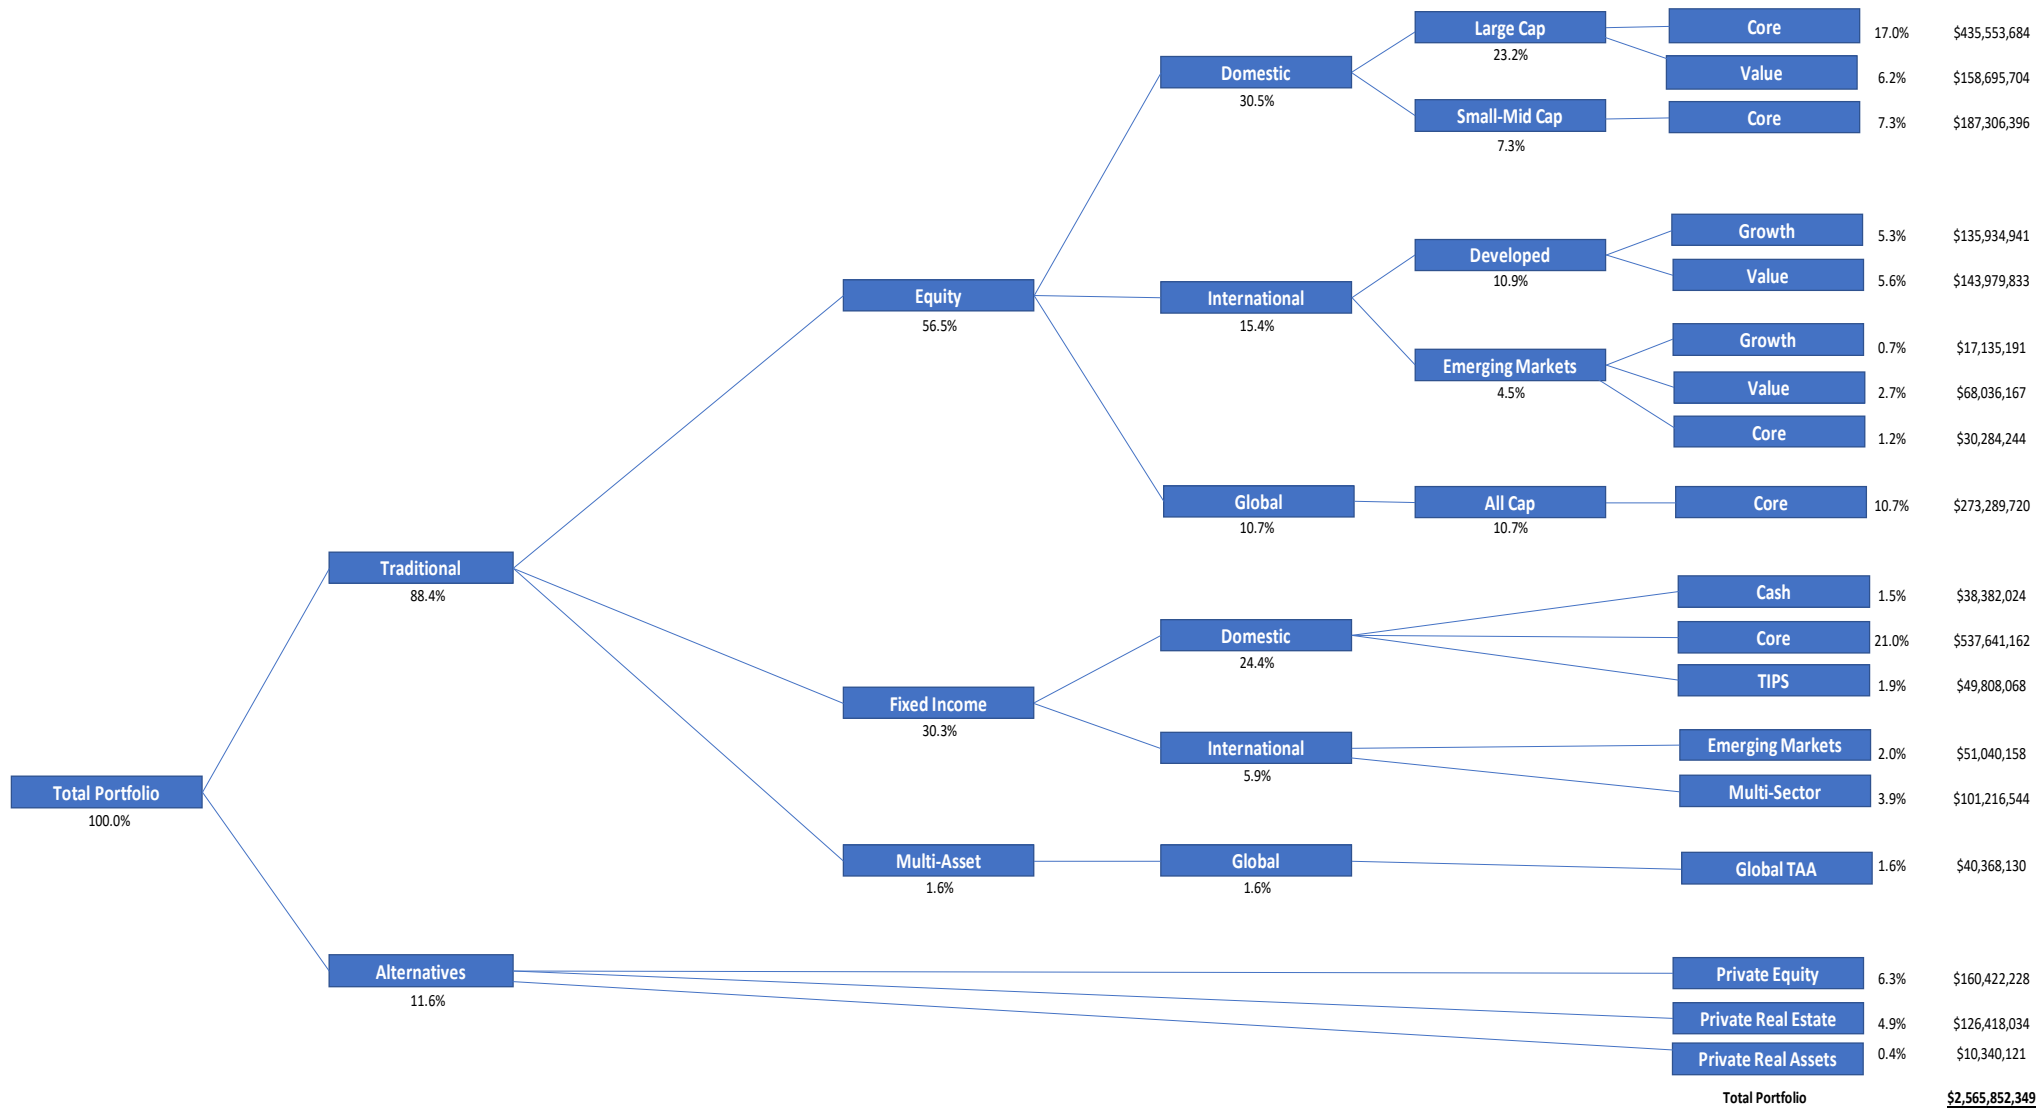 Large Cap
23.2%
Core
17.0%
$435,553,684
Value
6.2%
$158,695,704
Domestic
30.5%
Small-Mid Cap
7.3%
Core
7.3%
$187,306,396
Growth
5.3%
$135,934,941
Developed
10.9%
Value
5.6%
$143,979,833
Equity
56.5%
International
15.4%
Growth
0.7%
$17,135,191
Emerging Markets
4.5%
Value
2.7%
$68,036,167
Core
1.2%
$30,284,244
Global
10.7%
All Cap
10.7%
Core
10.7%
$273,289,720
Traditional
88.4%
Cash
1.5%
$38,382,024
Domestic
24.4%
Core
21.0%
$537,641,162
TIPS
1.9%
$49,808,068
Fixed Income
30.3%
International
5.9%
Emerging Markets
2.0%
$51,040,158
Multi-Sector
3.9%
$101,216,544
Total Portfolio
100.0%
Multi-Asset
1.6%
Global
1.6%
Global TAA
1.6%
$40,368,130
Alternatives
11.6%
Private Equity
6.3%
$160,422,228
Private Real Estate
4.9%
$126,418,034
Private Real Assets
0.4%
$10,340,121
Total Portfolio
$2,565,852,349